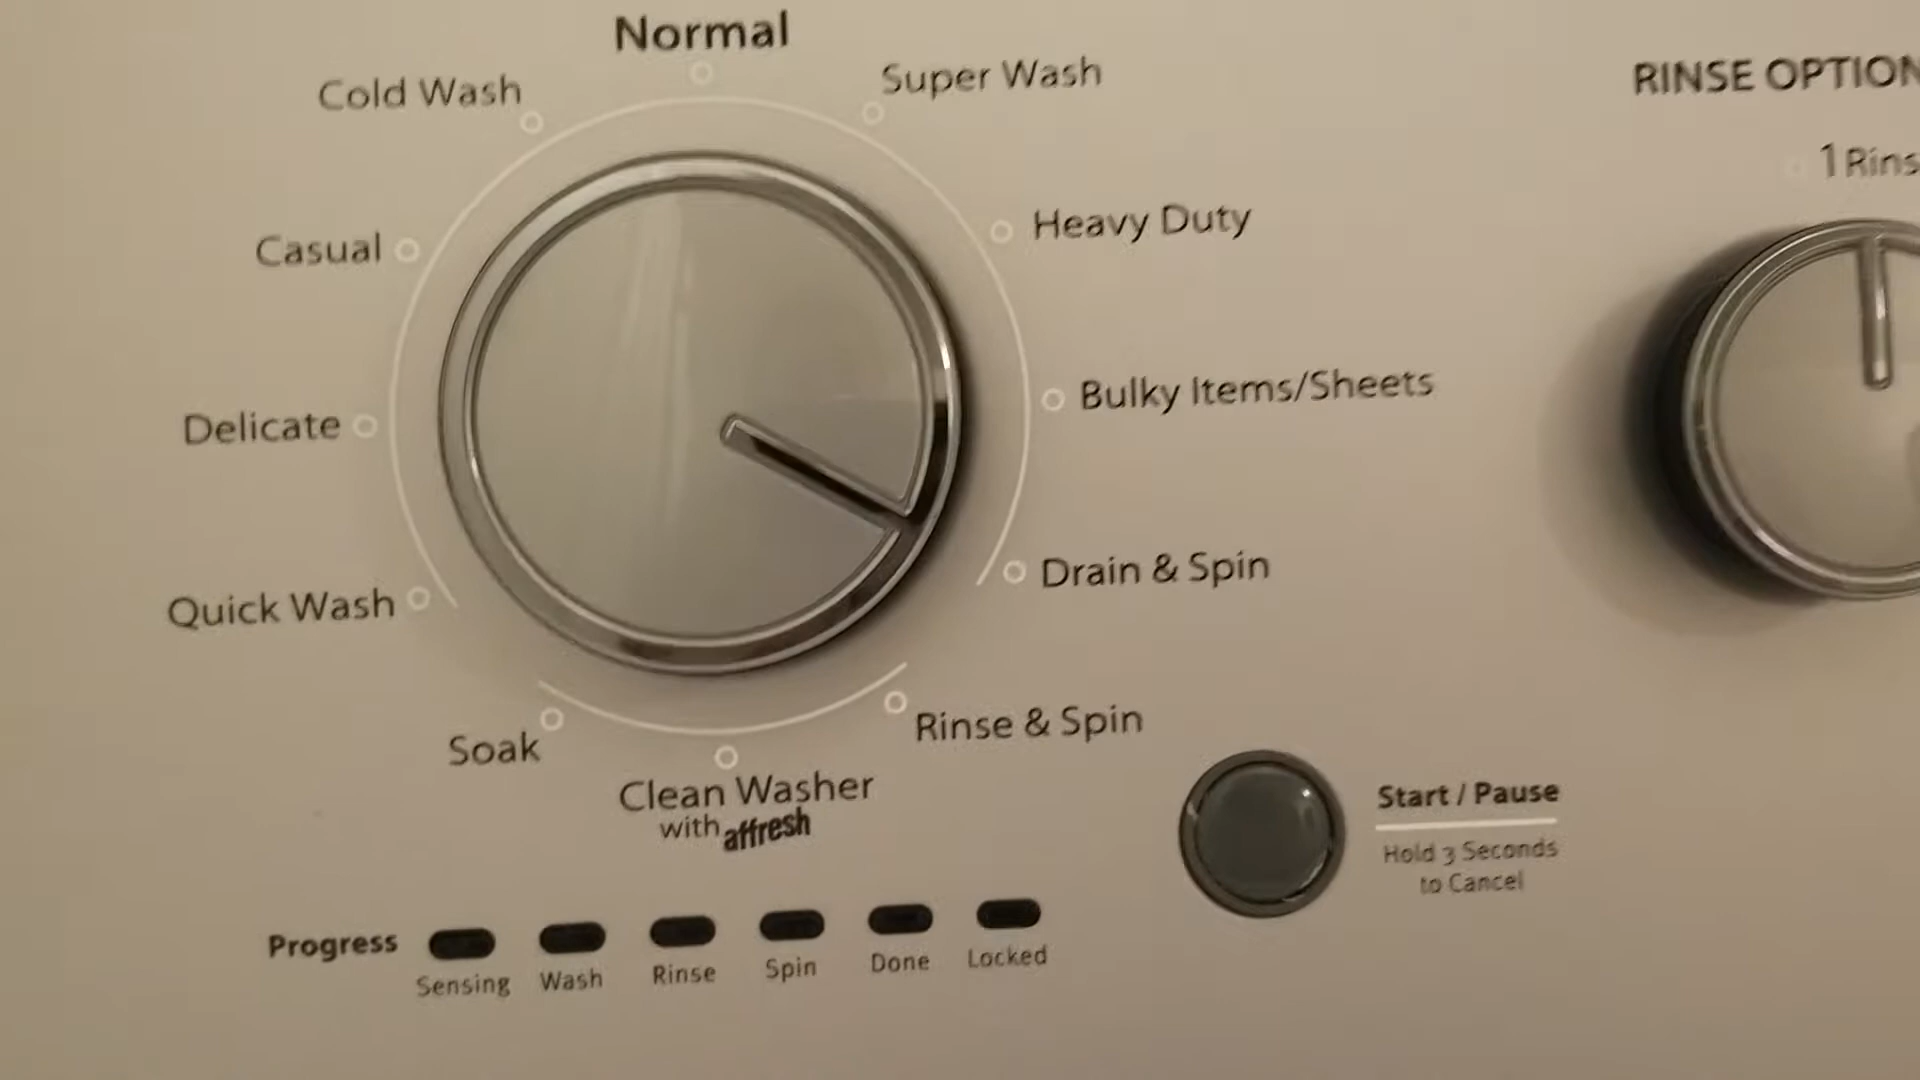 Normal
Cold Wash
Super Wash
RINSE OPTION
1 Rins
Casual
Heavy Duty
Delicate
Bulky Items/Sheets
Quick Wash
Drain & Spin
Soak
Rinse & Spin
Clean Washer
with affresh
Start / Pause
Hold 3 Seconds
to Cancel
Progress
Sensing
Wash
Rinse
Spin
Done
Locked